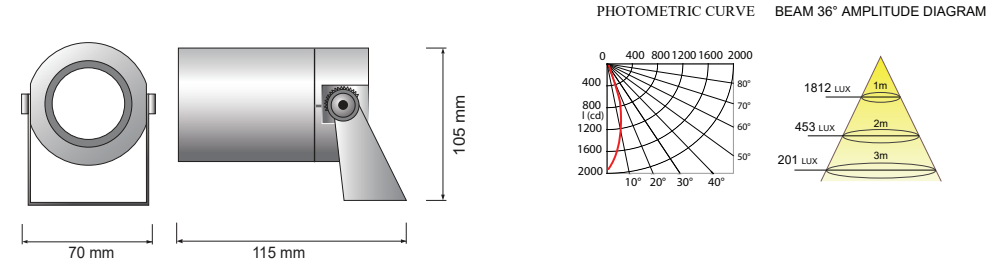 PHOTOMETRIC CURVE
BEAM 36° AMPLITUDE DIAGRAM
0 400 800 1200 1600 2000
400
800
I (cd)
1200
1600
2000
80°
70°
60°
50°
10° 20° 30° 40°
1m
1812 LUX
2m
453 LUX
3m
201 LUX
105 mm
70 mm
115 mm